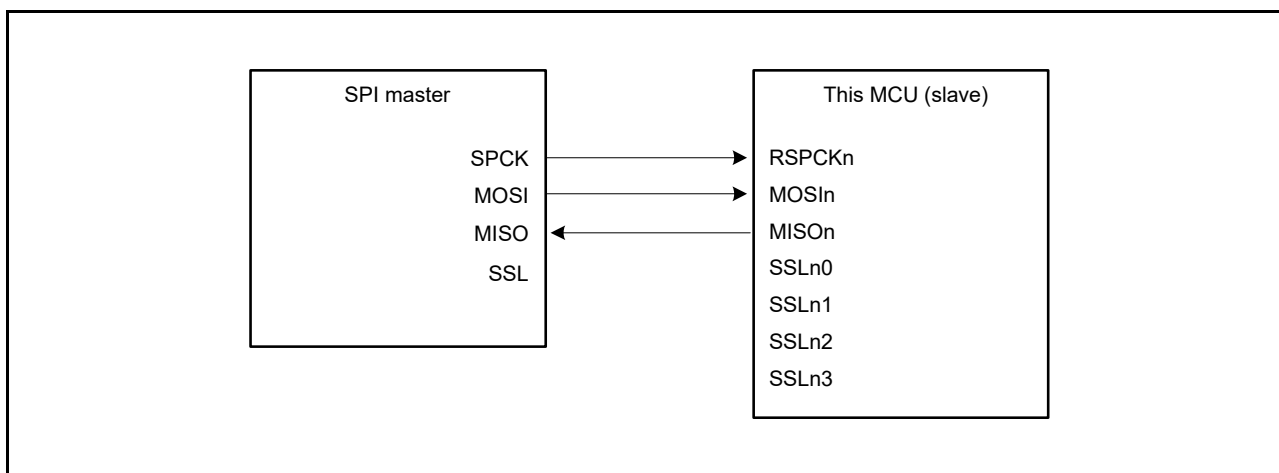 SPI master
SPCK
MOSI
MISO
SSL
This MCU (slave)
RSPCKn
MOSIn
MISOn
SSLn0
SSLn1
SSLn2
SSLn3